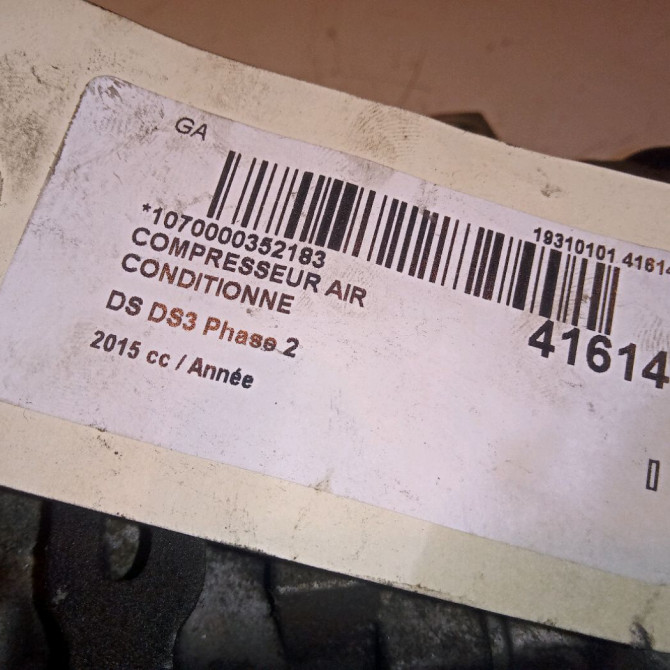 GA
19310101 41614
*1070000352183
COMPRESSEUR AIR
CONDITIONNE
41614
DS DS3 Phase 2
2015 cc / Année